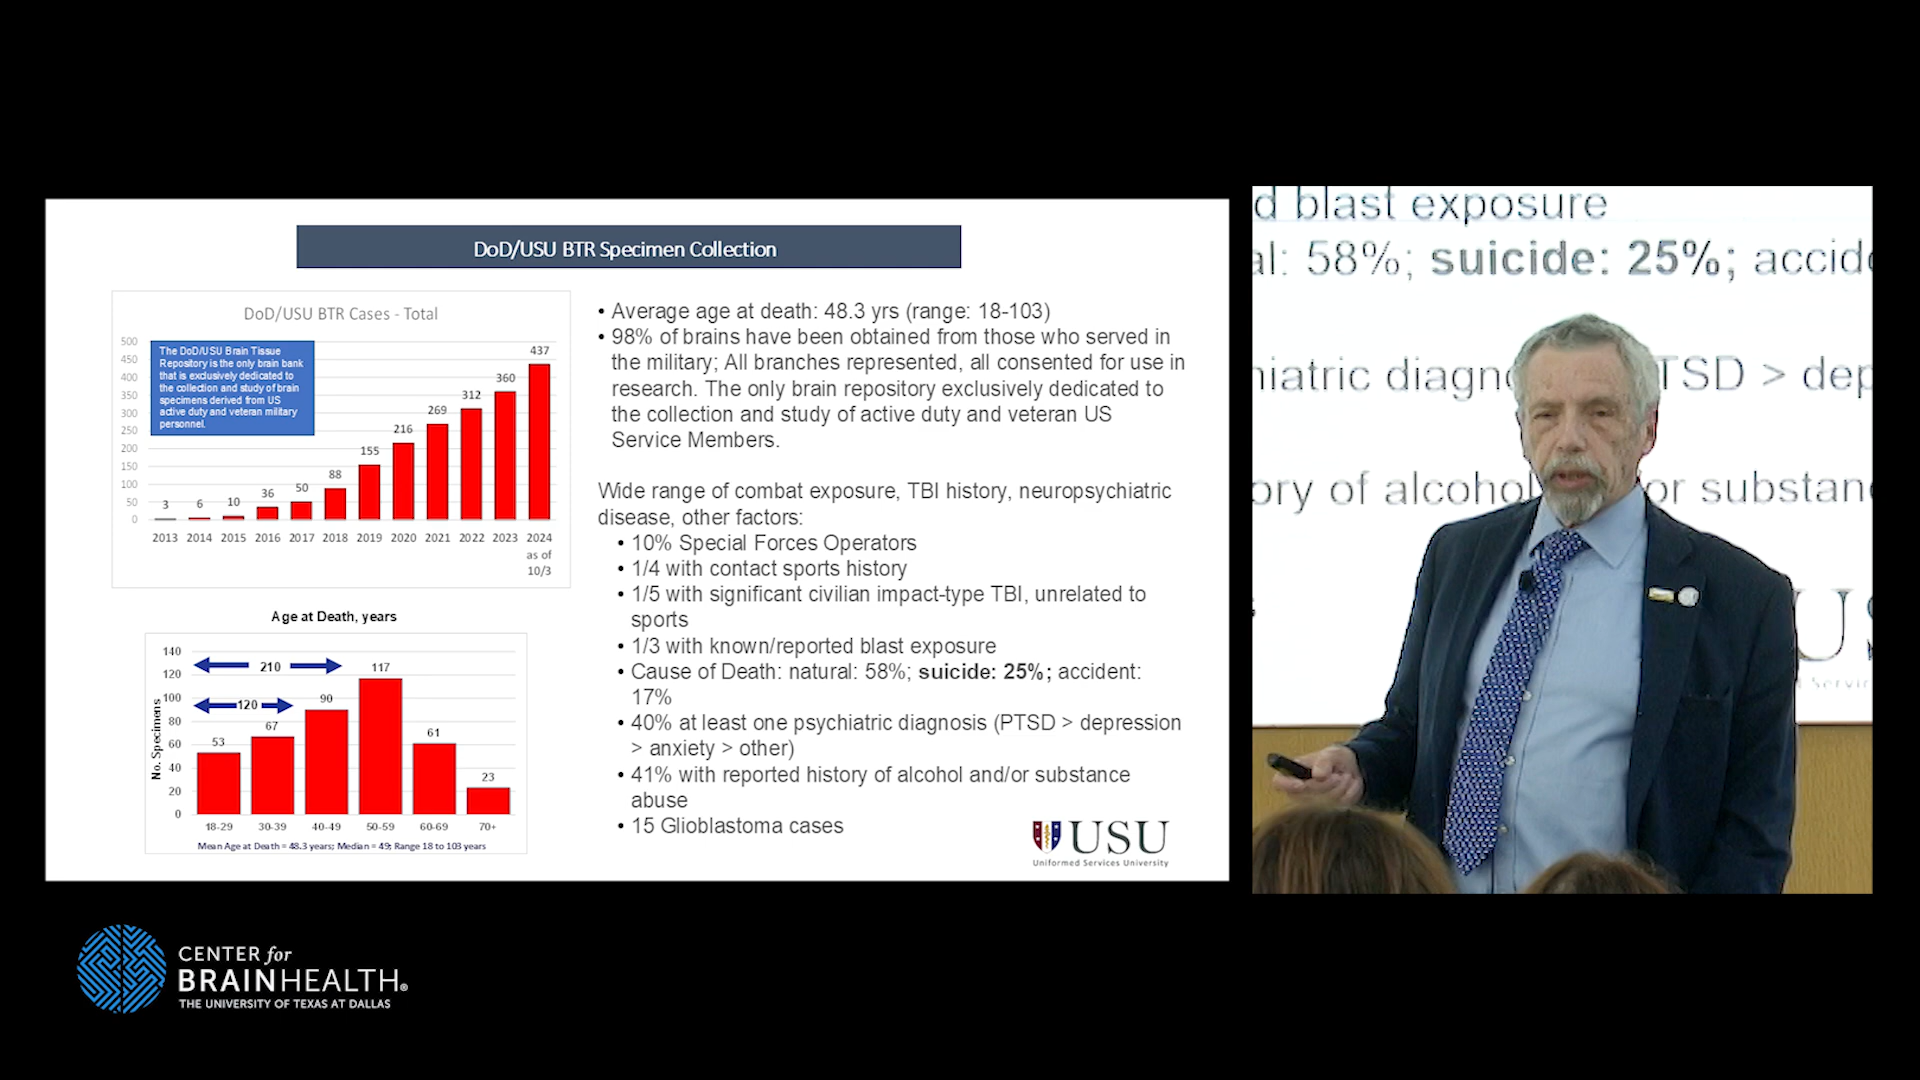 DoD/USU BTR Specimen Collection
DoD/USU BTR Cases - Total
500
450
400
350
300
250
200
150
100
50
0
The DoD/USU Brain Tissue
Repository is the only brain bank
that is exclusively dedicated to
the collection and study of brain
specimens derived from US
active duty and veteran military
personnel.
3 6 10 36 50 88 155 216 269 312 360 437
2013 2014 2015 2016 2017 2018 2019 2020 2021 2022 2023 2024
as of
10/3
Age at Death, years
No. Specimens
140
120
100
80
60
40
20
0
210
120
53 67 90 117 61 23
18-29 30-39 40-49 50-59 60-69 70+
Mean Age at Death = 48.3 years; Median = 49; Range 18 to 103 years
• Average age at death: 48.3 yrs (range: 18-103)
• 98% of brains have been obtained from those who served in
the military; All branches represented, all consented for use in
research. The only brain repository exclusively dedicated to
the collection and study of active duty and veteran US
Service Members.
Wide range of combat exposure, TBI history, neuropsychiatric
disease, other factors:
• 10% Special Forces Operators
• 1/4 with contact sports history
• 1/5 with significant civilian impact-type TBI, unrelated to
sports
• 1/3 with known/reported blast exposure
• Cause of Death: natural: 58%; suicide: 25%; accident:
17%
• 40% at least one psychiatric diagnosis (PTSD > depression
> anxiety > other)
• 41% with reported history of alcohol and/or substance
abuse
• 15 Glioblastoma cases
USU
Uniformed Services University
d blast exposure
al: 58%; suicide: 25%; accid
hiatric diagn TSD > dep
ory of alcohol or substan
US
CENTER for
BRAINHEALTH®
THE UNIVERSITY OF TEXAS AT DALLAS